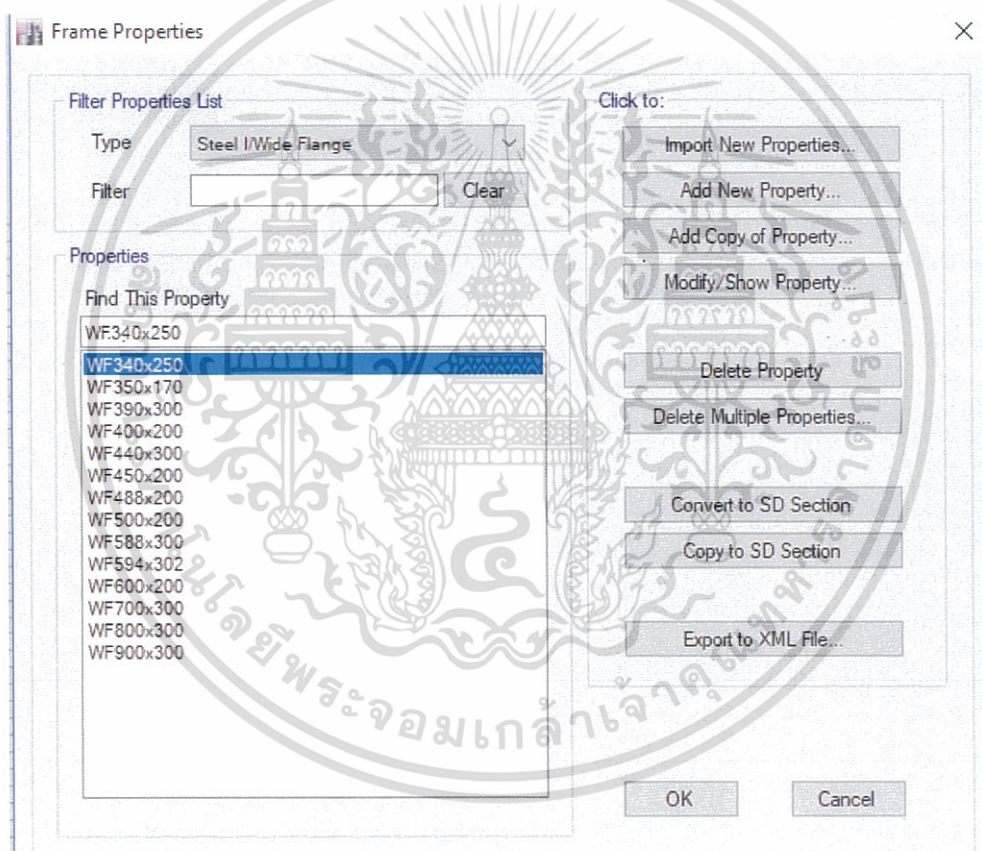 Frame Properties
Filter Properties List
Type
Steel I/Wide Flange
Filter
Clear
Properties
Find This Property
WF340x250
WF340x250
WF350x170
WF390x300
WF400x200
WF440x300
WF450x200
WF488x200
WF500x200
WF588x300
WF594x302
WF600x200
WF700x300
WF800x300
WF900x300
Click to:
Import New Properties...
Add New Property...
Add Copy of Property...
Modify/Show Property...
Delete Property
Delete Multiple Properties...
Convert to SD Section
Copy to SD Section
Export to XML File...
OK
Cancel